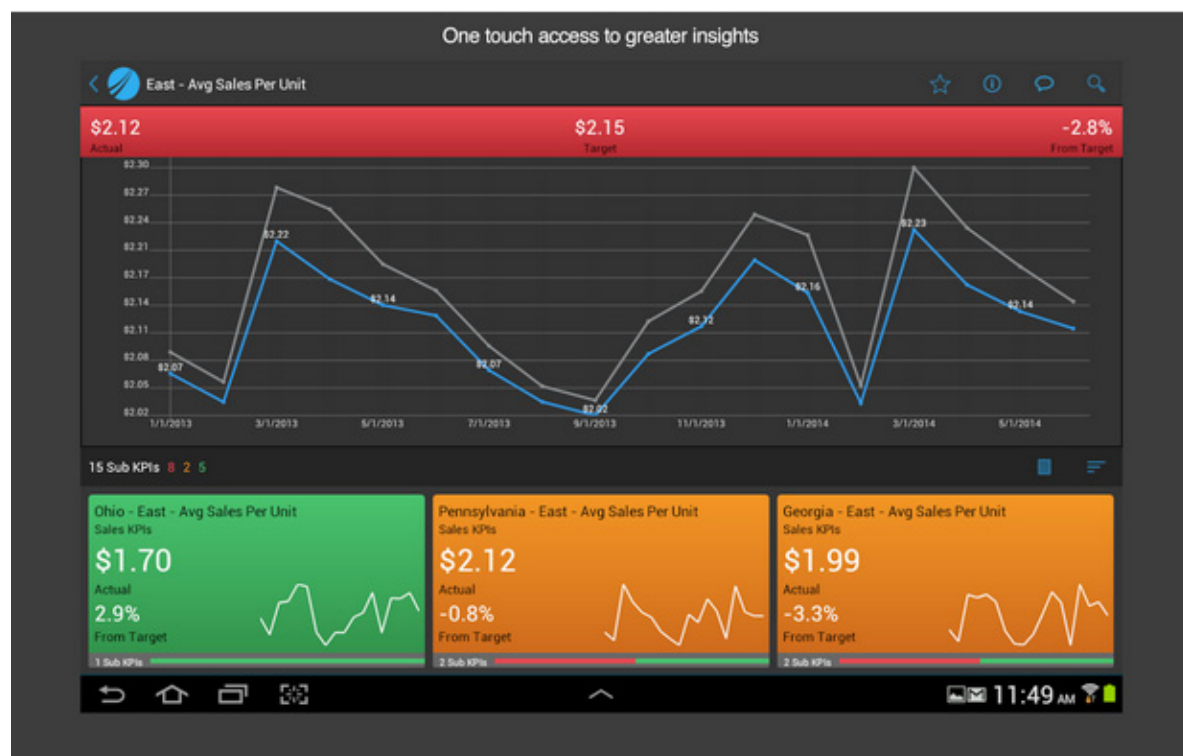 One touch access to greater insights
East - Avg Sales Per Unit
$2.12 $2.15 -2.8%
Actual Target From Target
$2.30
$2.27
$2.24
$2.21
$2.17
$2.14
$2.11
$2.08
$2.05
$2.02
$2.07 $2.22 $2.14 $2.07 $2.02 $2.12 $2.16 $2.23 $2.14
1/1/2013 3/1/2013 5/1/2013 7/1/2013 9/1/2013 11/1/2013 1/1/2014 3/1/2014 5/1/2014
15 Sub KPIs 8 2 5
Ohio - East - Avg Sales Per Unit
Sales KPIs
$1.70
Actual
2.9%
From Target
1 Sub KPIs
Pennsylvania - East - Avg Sales Per Unit
Sales KPIs
$2.12
Actual
-0.8%
From Target
2 Sub KPIs
Georgia - East - Avg Sales Per Unit
Sales KPIs
$1.99
Actual
-3.3%
From Target
2 Sub KPIs
11:49 AM